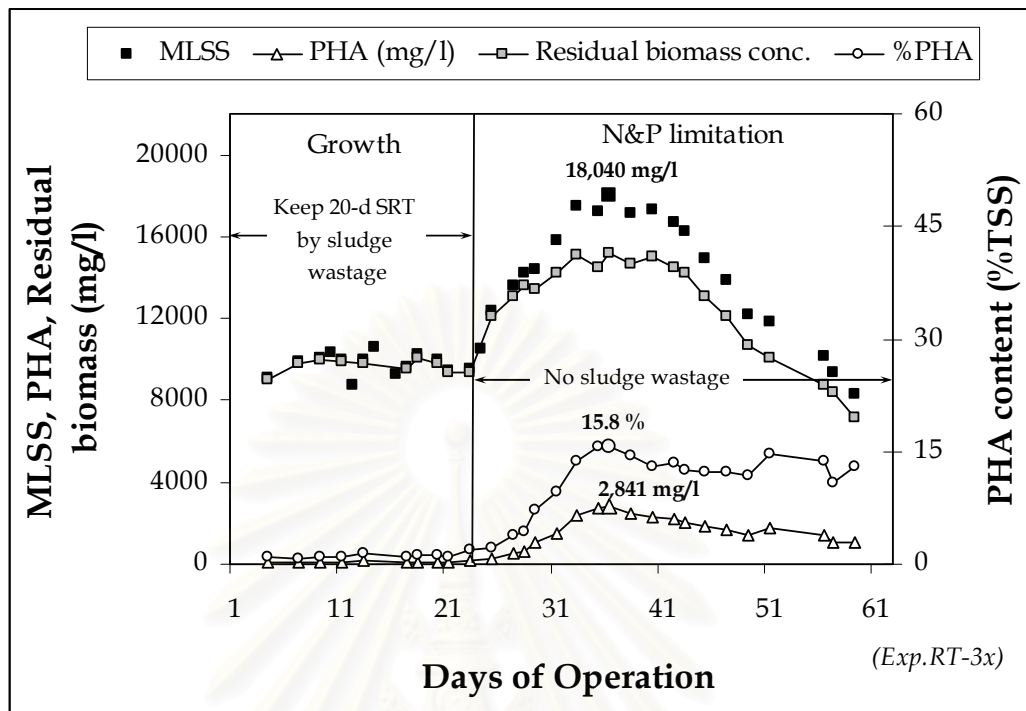 MLSS PHA (mg/l) Residual biomass conc. %PHA
MLSS, PHA, Residual
biomass (mg/l)
20000
16000
12000
8000
4000
0
Growth
Keep 20-d SRT
by sludge
wastage
N&P limitation
18,040 mg/l
No sludge wastage
15.8 %
2,841 mg/l
60
45
30
15
0
PHA content (%TSS)
1 11 21 31 41 51 61
Days of Operation
(Exp.RT-3x)